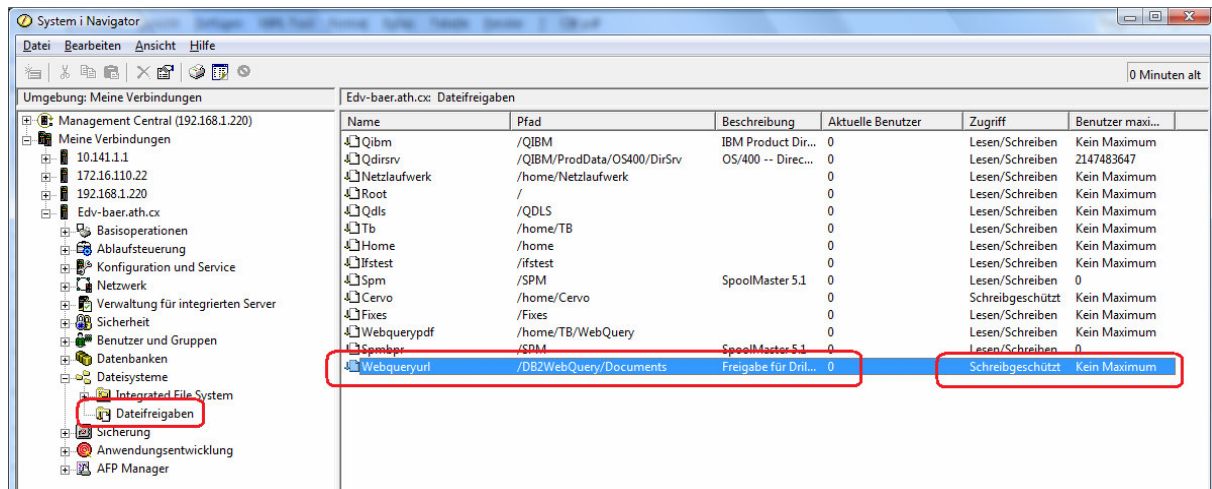 System i Navigator
Datei Bearbeiten Ansicht Hilfe
0 Minuten alt
Umgebung: Meine Verbindungen
Edv-baer.ath.cx: Dateifreigaben
Management Central (192.168.1.220)
Meine Verbindungen
10.141.1.1
172.16.110.22
192.168.1.220
Edv-baer.ath.cx
Basisoperationen
Ablaufsteuerung
Konfiguration und Service
Netzwerk
Verwaltung für integrierten Server
Sicherheit
Benutzer und Gruppen
Datenbanken
Dateisysteme
Integrated File System
Dateifreigaben
Sicherung
Anwendungsentwicklung
AFP Manager
Name Pfad Beschreibung Aktuelle Benutzer Zugriff Benutzer maxi...
Qibm /QIBM IBM Product Dir... 0 Lesen/Schreiben Kein Maximum
Qdirsrv /QIBM/ProdData/OS400/DirSrv OS/400 -- Direc... 0 Lesen/Schreiben 2147483647
Netzlaufwerk /home/Netzlaufwerk 0 Lesen/Schreiben Kein Maximum
Root / 0 Lesen/Schreiben Kein Maximum
Qdls /QDLS 0 Lesen/Schreiben Kein Maximum
Tb /home/TB 0 Lesen/Schreiben Kein Maximum
Home /home 0 Lesen/Schreiben Kein Maximum
Ifstest /ifstest 0 Lesen/Schreiben Kein Maximum
Spm /SPM SpoolMaster 5.1 0 Lesen/Schreiben 0
Cervo /home/Cervo 0 Schreibgeschützt Kein Maximum
Fixes /Fixes 0 Lesen/Schreiben Kein Maximum
Webquerypdf /home/TB/WebQuery 0 Lesen/Schreiben Kein Maximum
Spmbpr /SPM SpoolMaster 5.1 0 Lesen/Schreiben 0
Webqueryurl /DB2WebQuery/Documents Freigabe für Dril... 0 Schreibgeschützt Kein Maximum